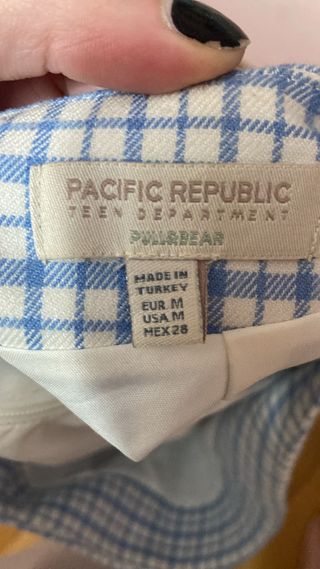 PACIFIC REPUBLIC
TEEN DEPARTMENT
PULL&BEAR
MADE IN
TURKEY
EUR M
USA M
MEX 28